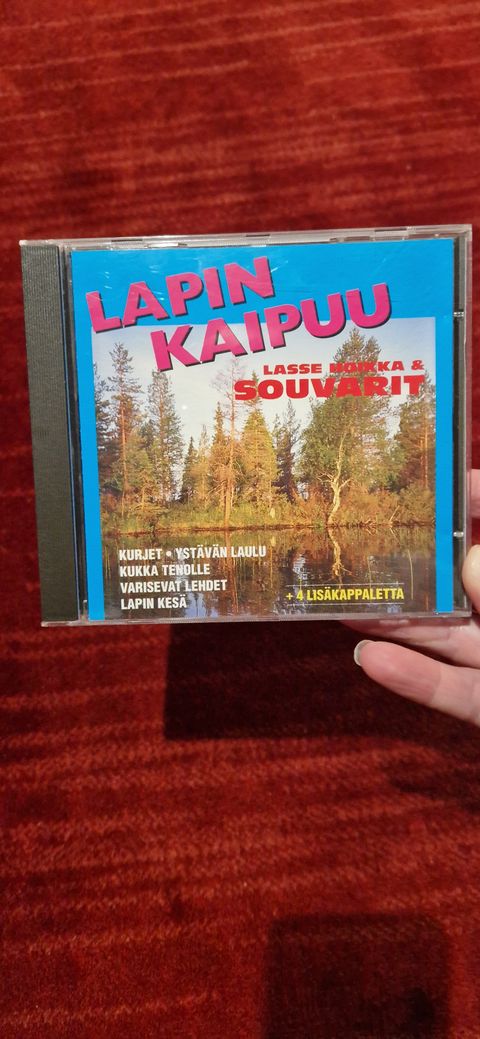 LAPIN
KAIPUU
LASSE HOIKKA &
SOUVARIT
KURJET • YSTÄVÄN LAULU
KUKKA TENOLLE
VARISEVAT LEHDET
LAPIN KESÄ
+ 4 LISÄKAPPALETTA